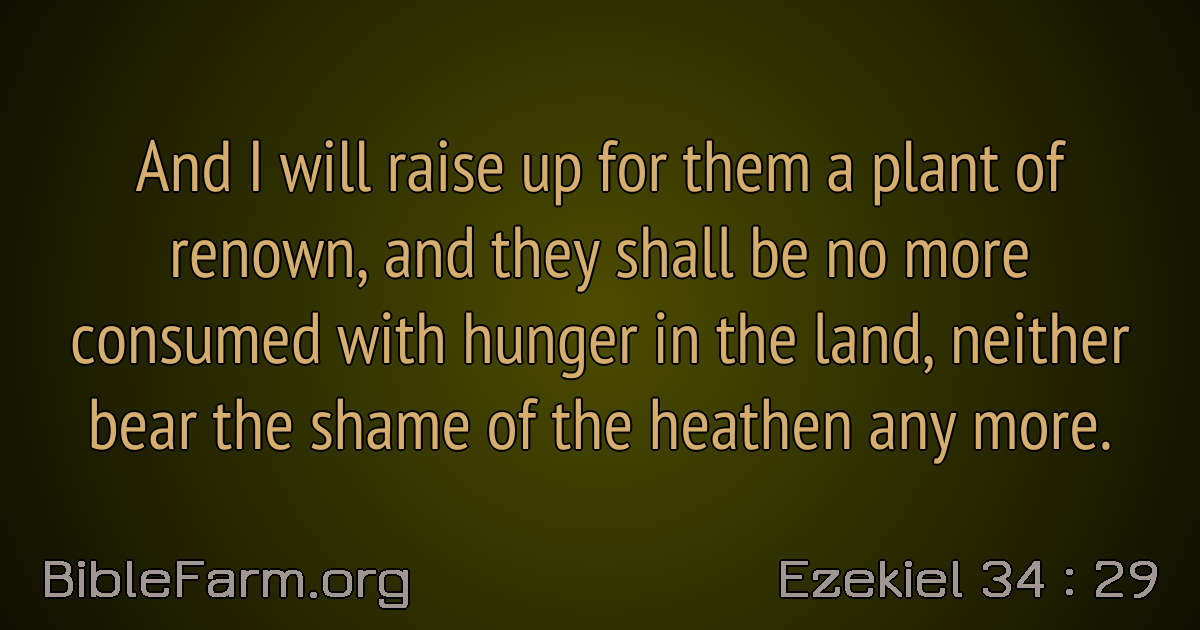 And I will raise up for them a plant of
renown, and they shall be no more
consumed with hunger in the land, neither
bear the shame of the heathen any more.
BibleFarm.org
Ezekiel 34 : 29